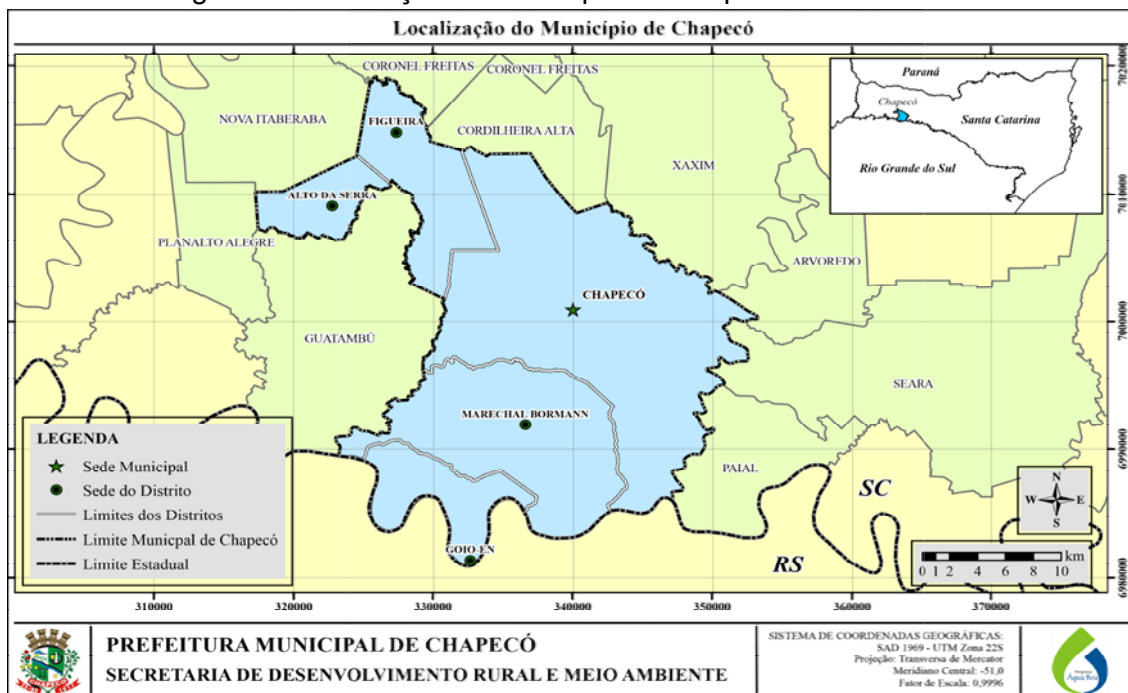 Localização do Município de Chapecó
CORONEL FREITAS
CORONEL FREITAS
NOVA ITABERABA
FIGUEIRA
CORDILHEIRA ALTA
XAXIM
ALTO DA SERRA
PLANALTO ALEGRE
ARVOREDO
CHAPECÓ
GUATAMBÚ
SEARA
MARECHAL BORMANN
PAIAL
GOIO-EN
SC
RS
Paraná
Chapecó
Santa Catarina
Rio Grande do Sul
7020000
7010000
7000000
6990000
6980000
LEGENDA
Sede Municipal
Sede do Distrito
Limites dos Distritos
Limite Municpal de Chapecó
Limite Estadual
N
W E
S
km
0 1 2 4 6 8 10
310000 320000 330000 340000 350000 360000 370000
PREFEITURA MUNICIPAL DE CHAPECÓ
SECRETARIA DE DESENVOLVIMENTO RURAL E MEIO AMBIENTE
SISTEMA DE COORDENADAS GEOGRÁFICAS:
SAD 1969 - UTM Zona 22S
Projeção: Transversa de Mercator
Meridiano Central: -51,0
Fator de Escala: 0,9996
CHAPECÓ
Água Boa